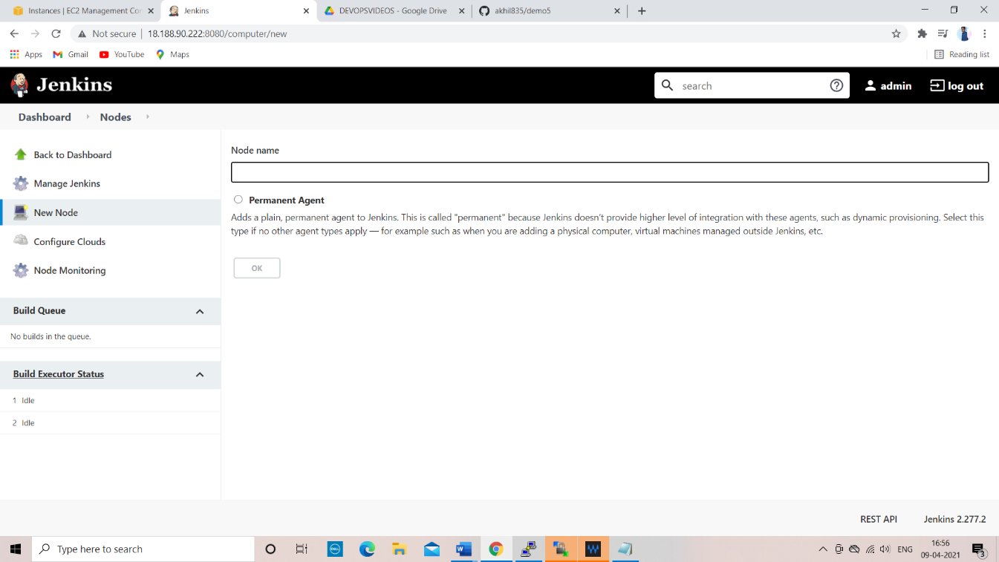 Instances | EC2 Management Cor
Jenkins
DEVOPSVIDEOS - Google Drive
akhil835/demo5
Not secure
18.188.90.222:8080/computer/new
Apps
Gmail
YouTube
Maps
Reading list
Jenkins
search
admin
log out
Dashboard
Nodes
Back to Dashboard
Manage Jenkins
New Node
Configure Clouds
Node Monitoring
Build Queue
No builds in the queue.
Build Executor Status
1 Idle
2 Idle
Node name
Permanent Agent
Adds a plain, permanent agent to Jenkins. This is called "permanent" because Jenkins doesn't provide higher level of integration with these agents, such as dynamic provisioning. Select this
type if no other agent types apply — for example such as when you are adding a physical computer, virtual machines managed outside Jenkins, etc.
OK
REST API
Jenkins 2.277.2
Type here to search
DELL
ENG
16:56
09-04-2021
3